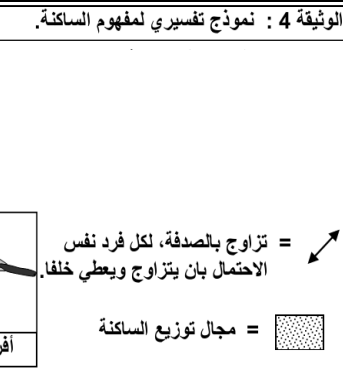 الوثيقة 4 : نموذج تفسيري لمفهوم الساكنة.
= تزاوج بالصدفة، لكل فرد نفس
الاحتمال بان يتزاوج ويعطي خلفا.
= مجال توزيع الساكنة